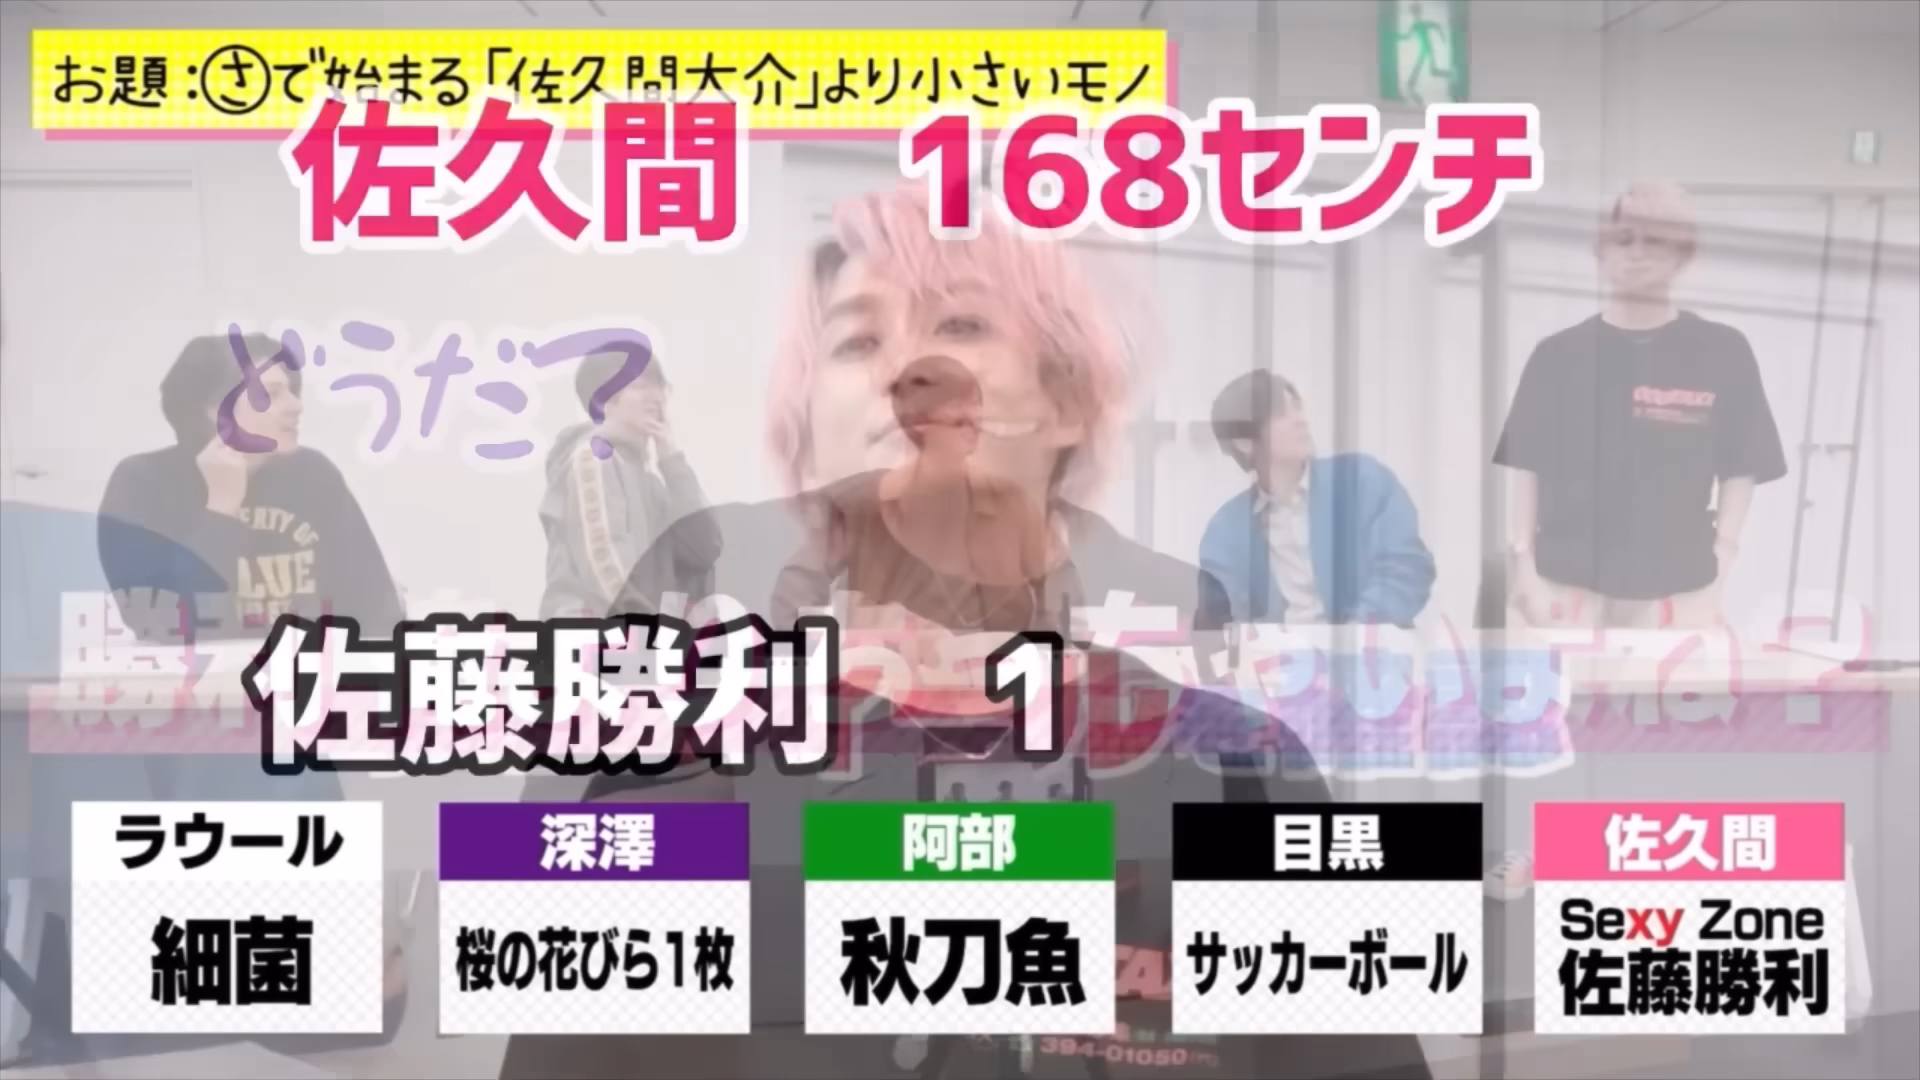 お題：さで始まる「佐久間大介」より小さいモノ
佐久間　168センチ
どうだ？
佐藤勝利　1
ラウール
細菌
深澤
桜の花びら1枚
阿部
秋刀魚
目黒
サッカーボール
佐久間
Sexy Zone
佐藤勝利
394-01050